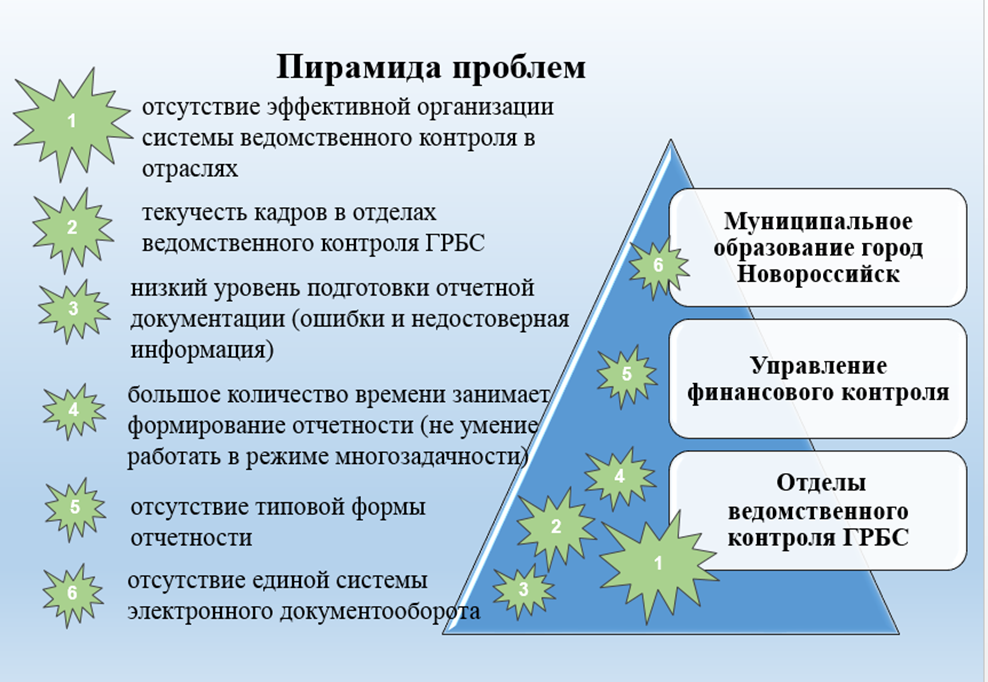 Пирамида проблем
1
отсутствие эффективной организации
системы ведомственного контроля в
отраслях
2
текучесть кадров в отделах
ведомственного контроля ГРБС
3
низкий уровень подготовки отчетной
документации (ошибки и недостоверная
информация)
4
большое количество времени занимает
формирование отчетности (не умение
работать в режиме многозадачности)
5
отсутствие типовой формы
отчетности
6
отсутствие единой системы
электронного документооборота
Муниципальное
образование город
Новороссийск
6
Управление
финансового контроля
5
Отделы
ведомственного
контроля ГРБС
4
2
1
3